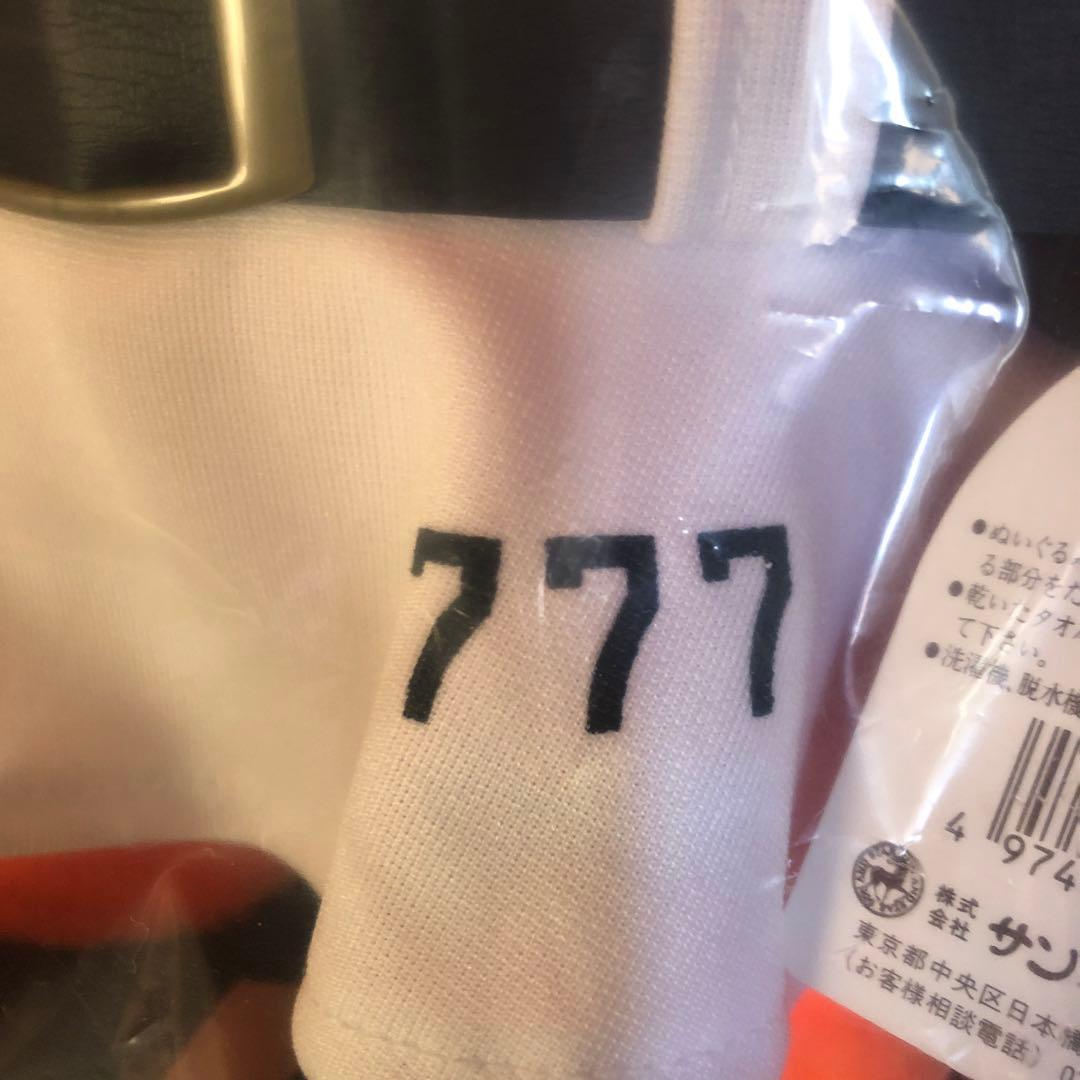 777
●ぬいぐる
る部分をた
●乾いたタオル
て下さい。
●洗濯機、脱水機
4 974
株式
会社 サン
東京都中央区日本橋
(お客様相談電話) 0